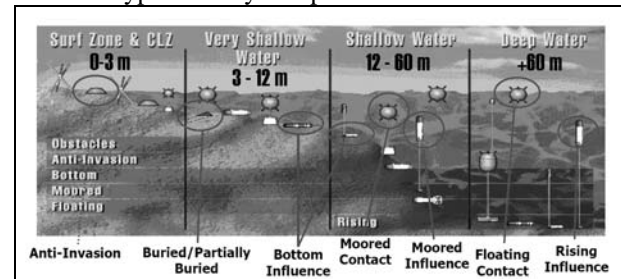 Surf Zone & CLZ
0-3 m
Very Shallow
Water
3 - 12 m
Shallow Water
12 - 60 m
Deep Water
+60 m
Obstacles
Anti-Invasion
Bottom
Moored
Floating
Rising
Anti-Invasion
Buried/Partially
Buried
Bottom
Influence
Moored
Contact
Moored
Influence
Floating
Contact
Rising
Influence